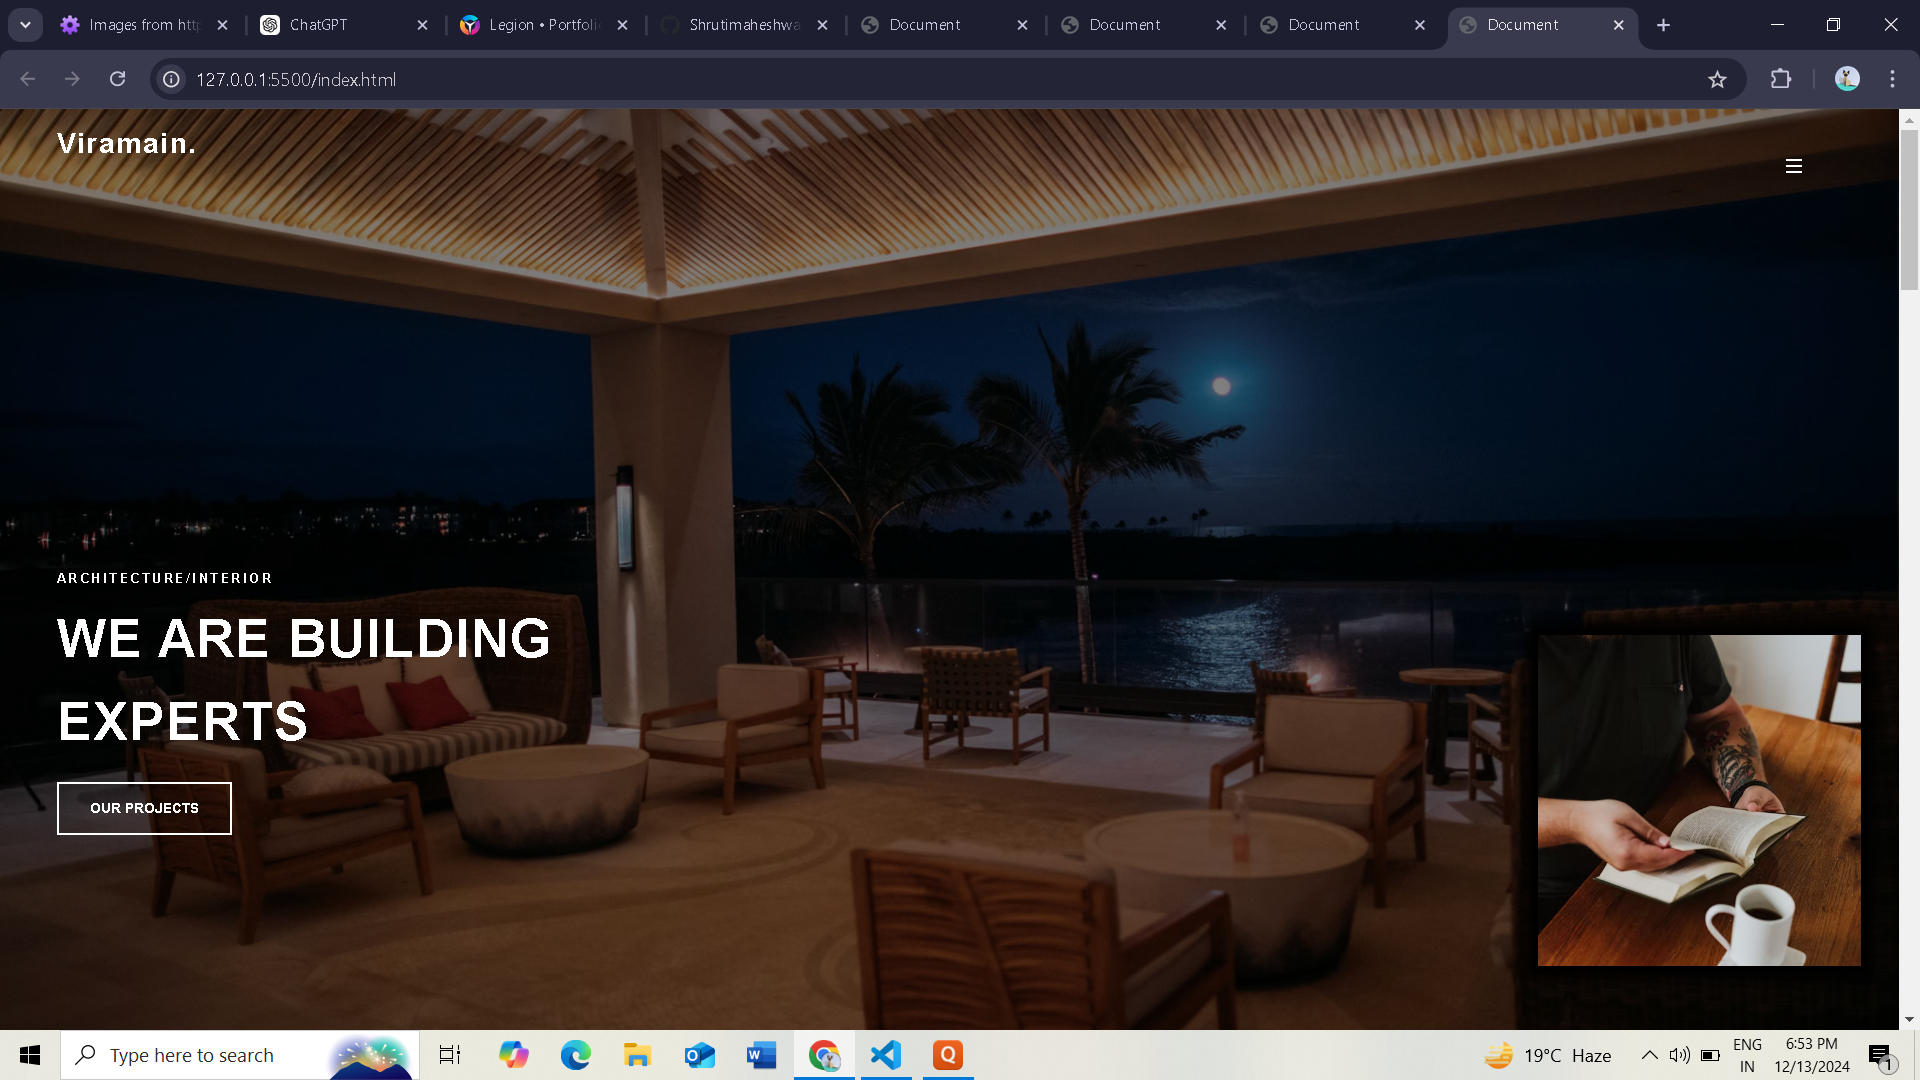 Images from http
ChatGPT
Legion • Portfoli
Shrutimaheshwa
Document
Document
Document
Document
127.0.0.1:5500/index.html
Viramain.
ARCHITECTURE/INTERIOR
WE ARE BUILDING
EXPERTS
OUR PROJECTS
Type here to search
19°C Haze
ENG
IN
6:53 PM
12/13/2024
1